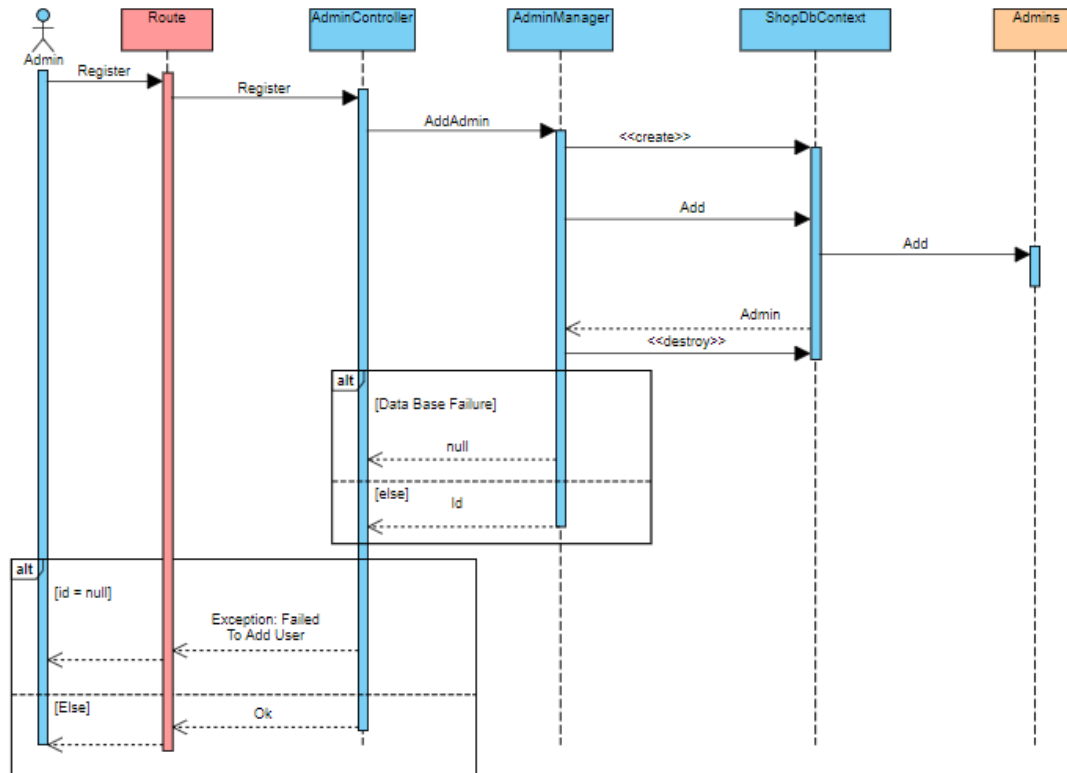 Route
AdminController
AdminManager
ShopDbContext
Admins
Admin
Register
Register
AddAdmin
<<create>>
Add
Add
Admin
<<destroy>>
alt
[Data Base Failure]
null
[else]
Id
alt
[id = null]
Exception: Failed
To Add User
[Else]
Ok